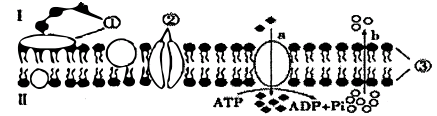 I ① ② a b
③
II ATP ADP+Pi